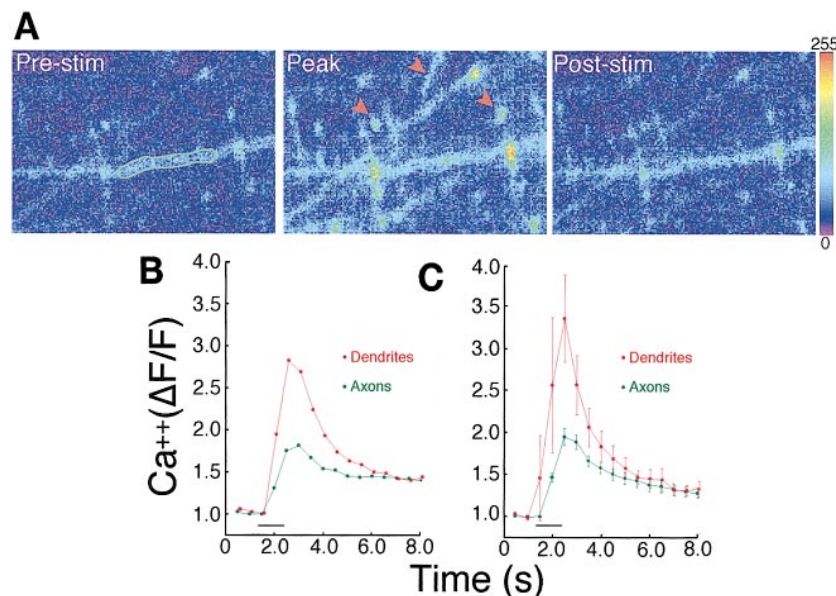 A
Pre-stim
Peak
Post-stim
255
0
B
C
Ca++(ΔF/F)
4.0
3.5
3.0
2.5
2.0
1.5
1.0
Dendrites
Axons
0 2.0 4.0 6.0 8.0
4.0
3.5
3.0
2.5
2.0
1.5
1.0
Dendrites
Axons
0 2.0 4.0 6.0 8.0
Time (s)